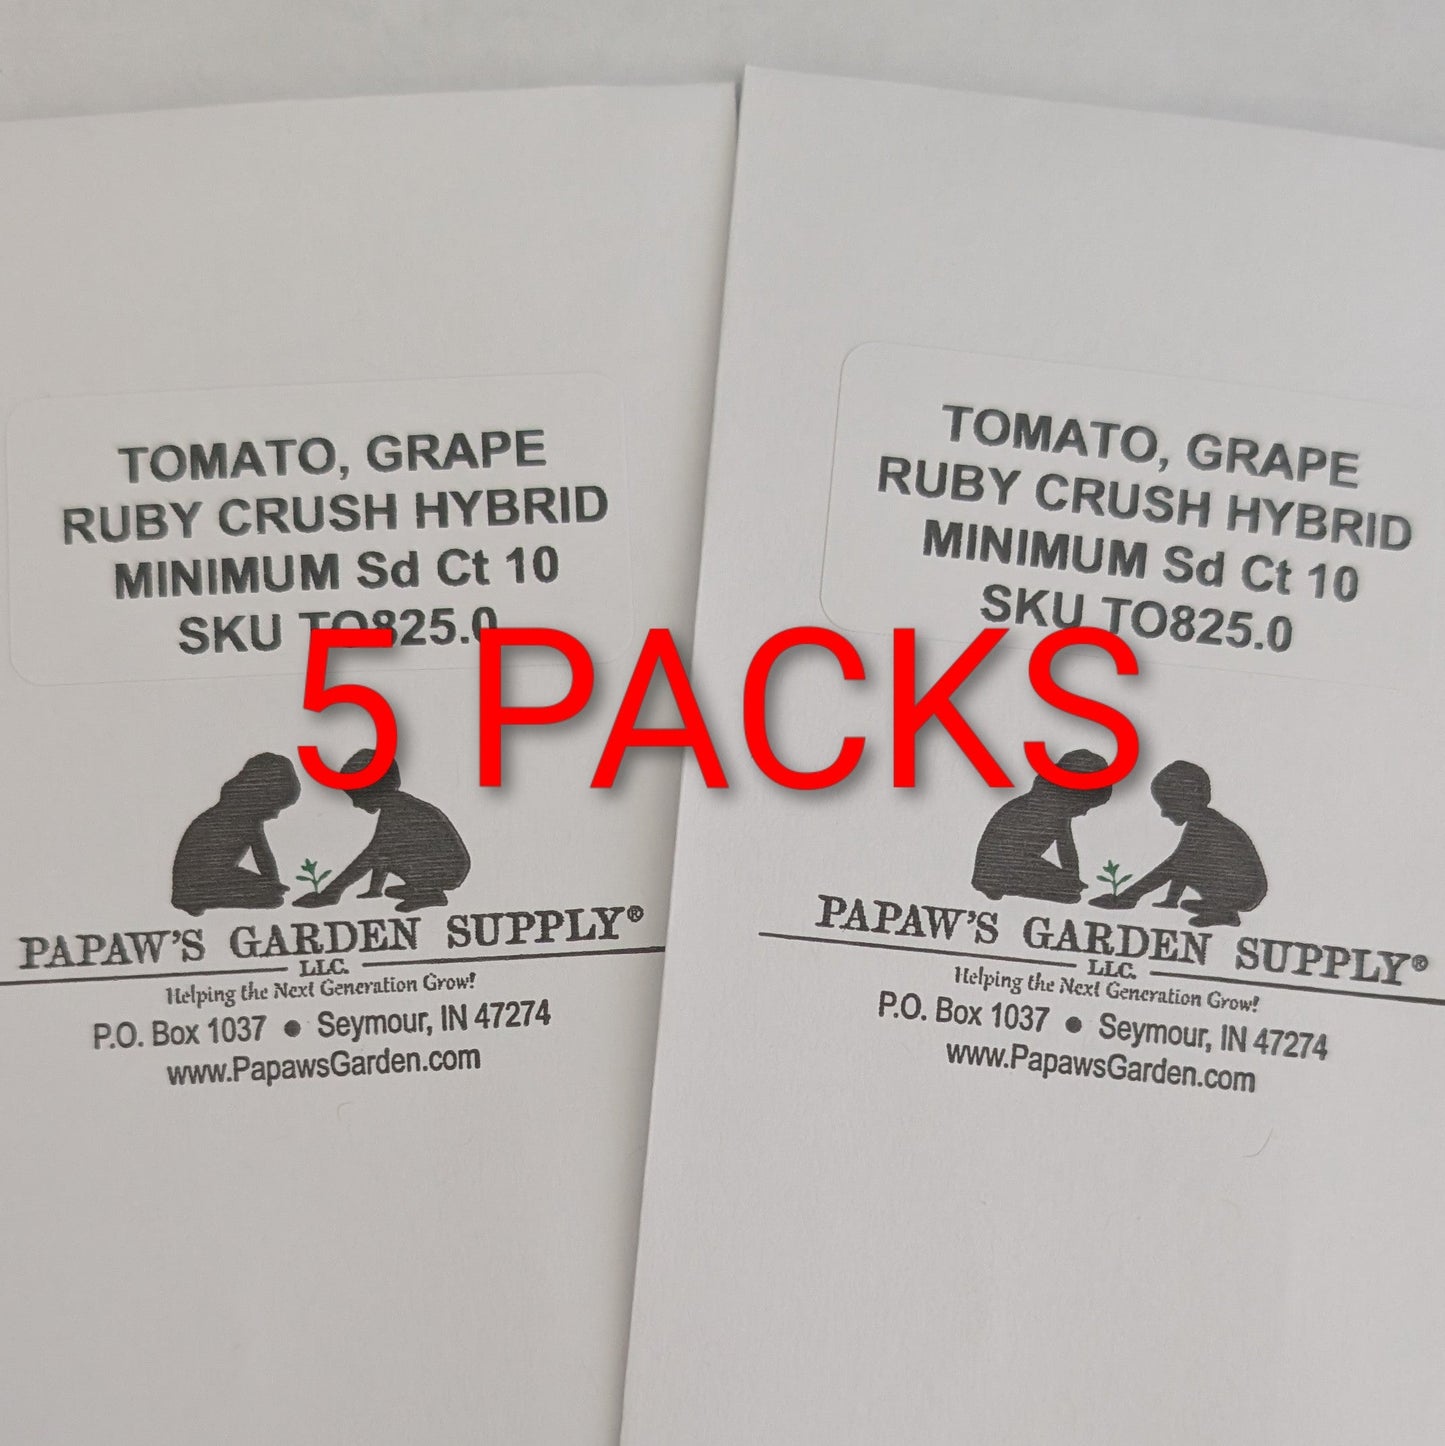 TOMATO, GRAPE
RUBY CRUSH HYBRID
MINIMUM Sd Ct 10
SKU TO825.0
PAPAW'S GARDEN SUPPLY®
LLC.
Helping the Next Generation Grow!
P.O. Box 1037 ● Seymour, IN 47274
www.PapawsGarden.com
TOMATO, GRAPE
RUBY CRUSH HYBRID
MINIMUM Sd Ct 10
SKU TO825.0
PAPAW'S GARDEN SUPPLY®
LLC.
Helping the Next Generation Grow!
P.O. Box 1037 ● Seymour, IN 47274
www.PapawsGarden.com
5 PACKS